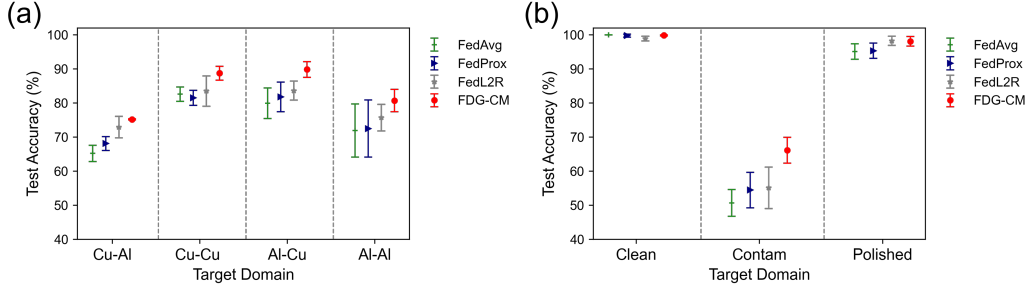 (a)
100
90
80
70
60
50
40
Test Accuracy (%)
Cu-Al
Cu-Cu
Al-Cu
Al-Al
Target Domain
FedAvg
FedProx
FedL2R
FDG-CM
(b)
100
90
80
70
60
50
40
Test Accuracy (%)
Clean
Contam
Polished
Target Domain
FedAvg
FedProx
FedL2R
FDG-CM